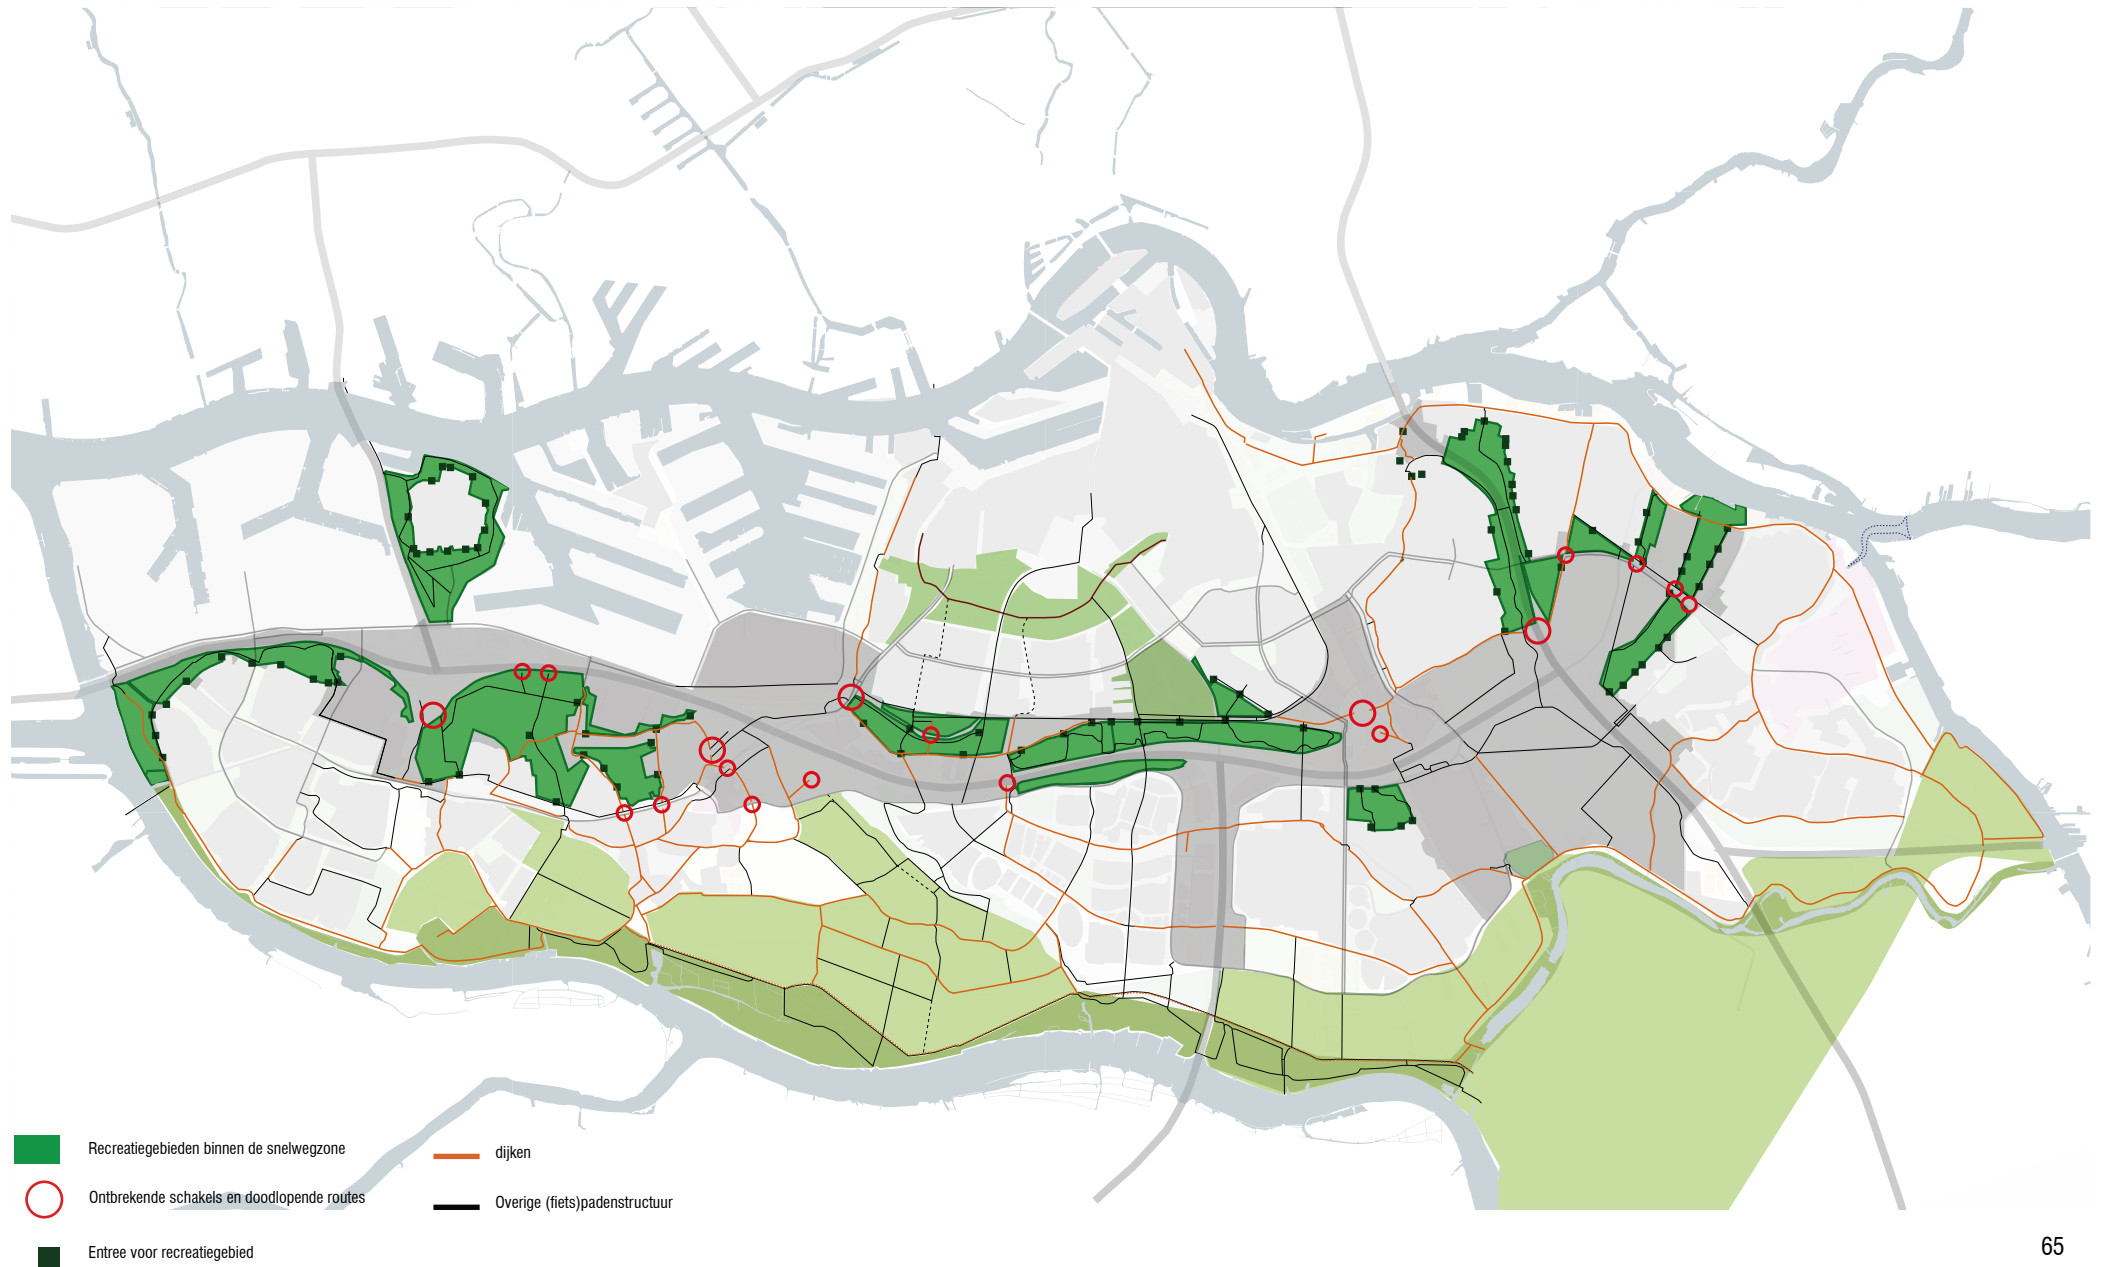 Recreatiegebieden binnen de snelwegzone
Ontbrekende schakels en doodlopende routes
Entree voor recreatiegebied
dijken
Overige (fiets)padenstructuur
65